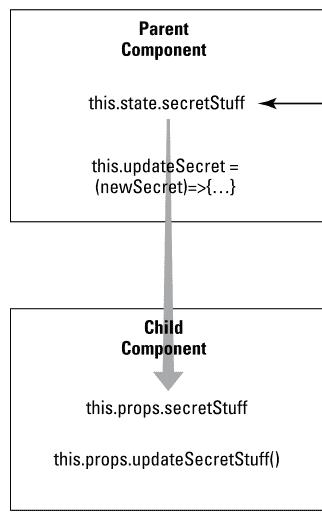 Parent
Component
this.state.secretStuff
this.updateSecret =
(newSecret)=>{...}
Child
Component
this.props.secretStuff
this.props.updateSecretStuff()